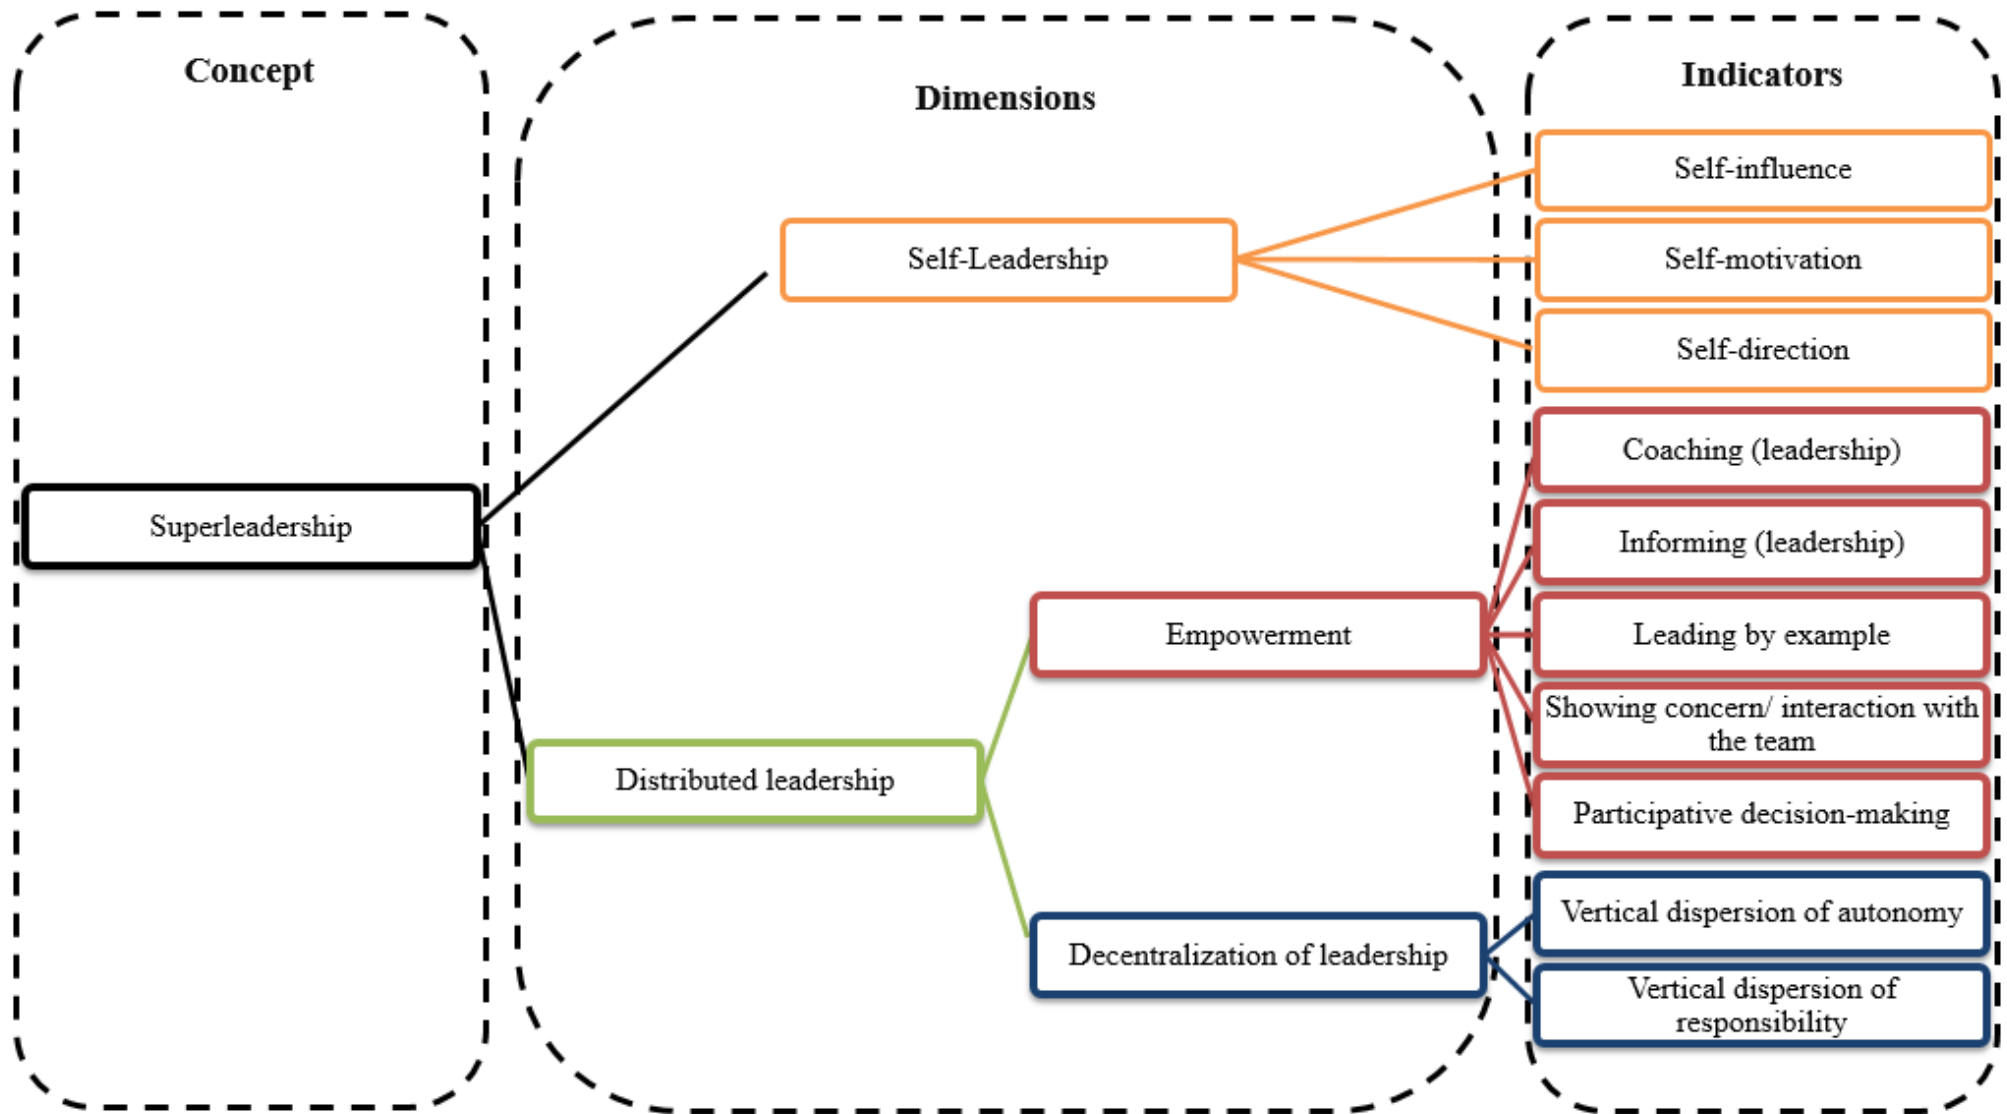 Concept
Superleadership
Dimensions
Self-Leadership
Distributed leadership
Empowerment
Decentralization of leadership
Indicators
Self-influence
Self-motivation
Self-direction
Coaching (leadership)
Informing (leadership)
Leading by example
Showing concern/ interaction with
the team
Participative decision-making
Vertical dispersion of autonomy
Vertical dispersion of
responsibility